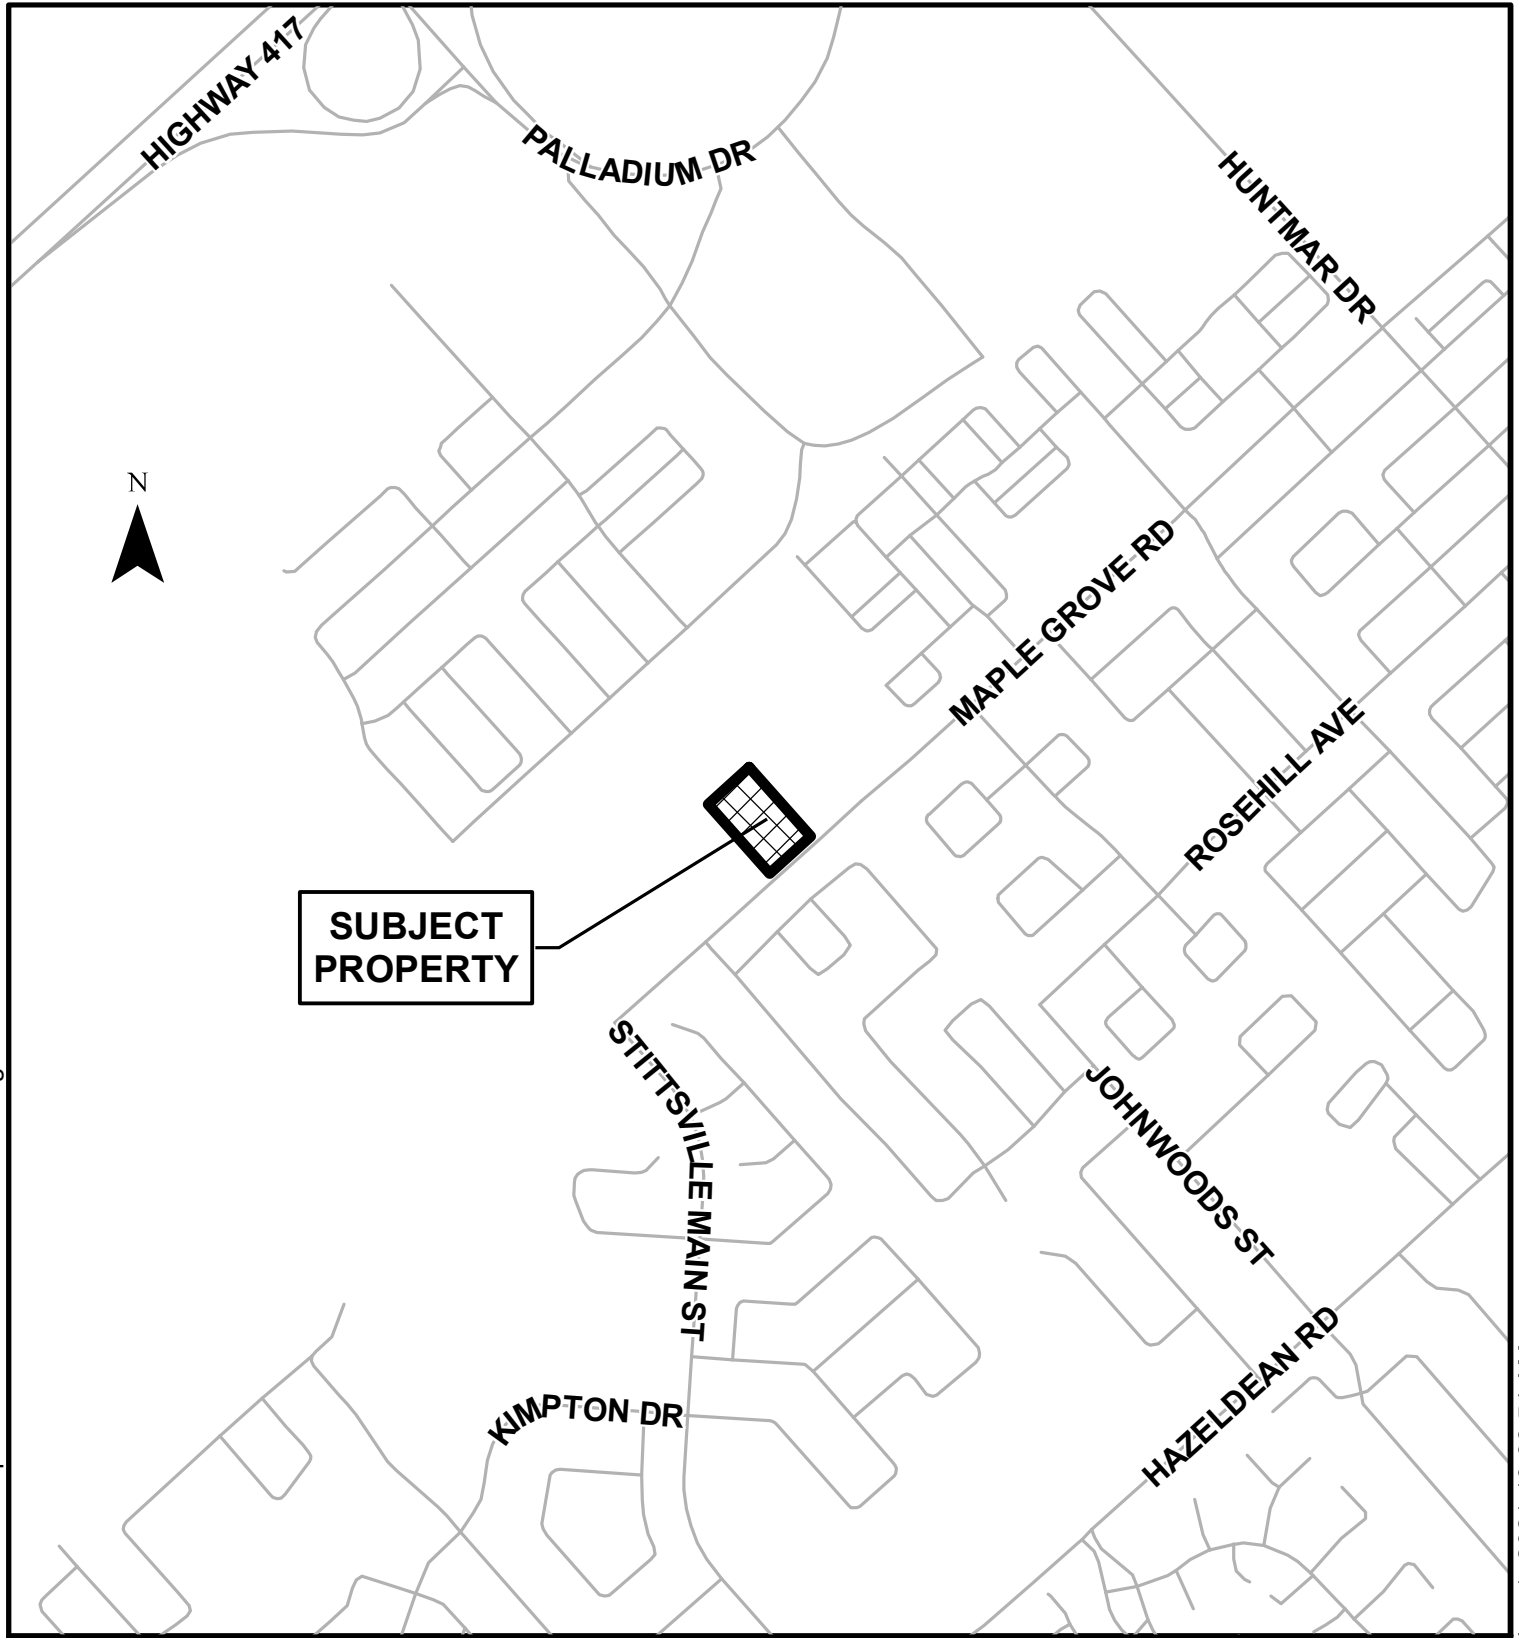 HIGHWAY 417
PALLADIUM DR
HUNTMAR DR
N
MAPLE GROVE RD
ROSEHILL AVE
SUBJECT
PROPERTY
STITTSVILLE MAIN ST
JOHNWOODS ST
HAZELDEAN RD
KIMPTON DR